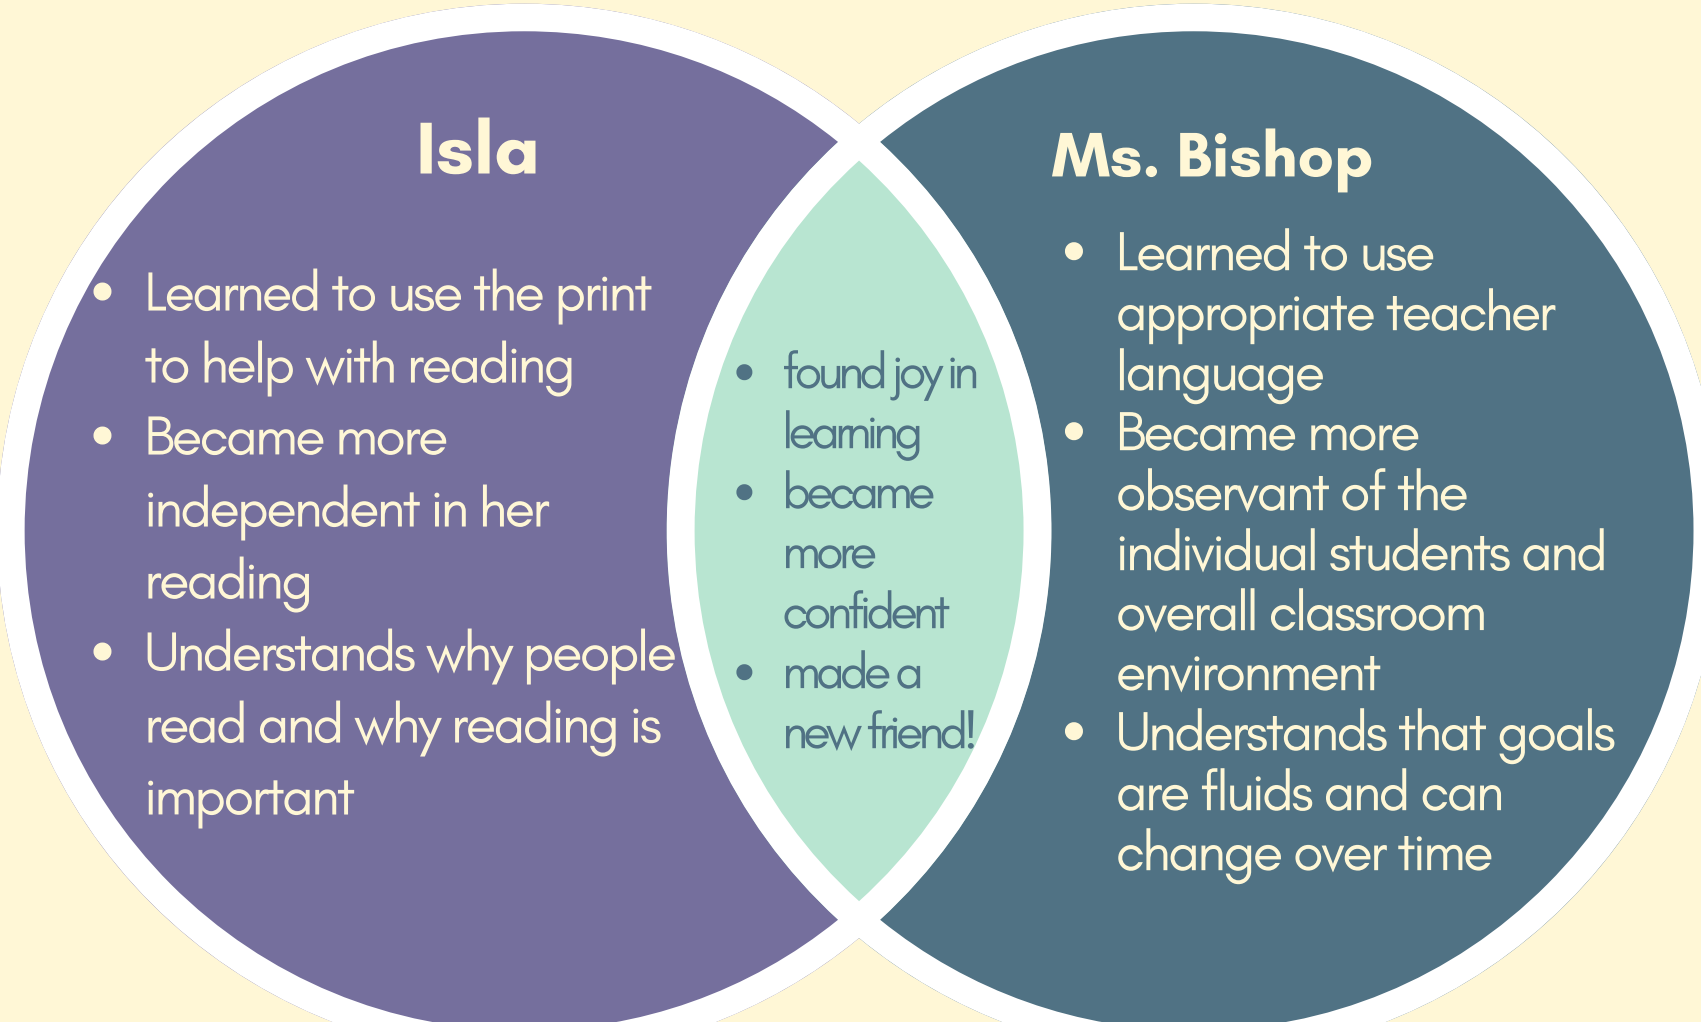 Isla
• Learned to use the print
to help with reading
• Became more
independent in her
reading
• Understands why people
read and why reading is
important
• found joy in
learning
• became
more
confident
• made a
new friend!
Ms. Bishop
• Learned to use
appropriate teacher
language
• Became more
observant of the
individual students and
overall classroom
environment
• Understands that goals
are fluids and can
change over time